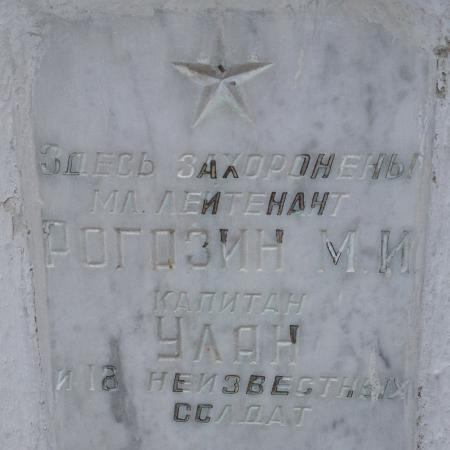 ЗДЕСЬ ЗАХОРОНЕНЫ
МЛ. ЛЕЙТЕНАНТ
РОГОЗИН М.И
КАПИТАН
УЛАН
И 18 НЕИЗВЕСТНЫХ
СОЛДАТ